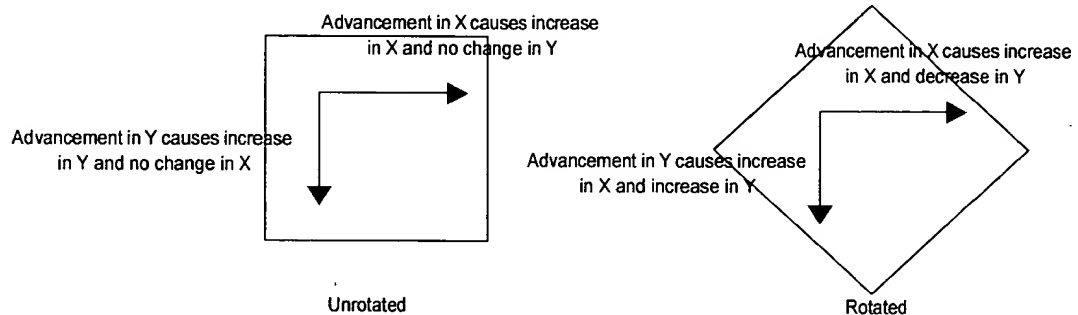 Advancement in X causes increase
in X and no change in Y
Advancement in Y causes increase
in Y and no change in X
Unrotated
Advancement in X causes increase
in X and decrease in Y
Advancement in Y causes increase
in X and increase in Y
Rotated